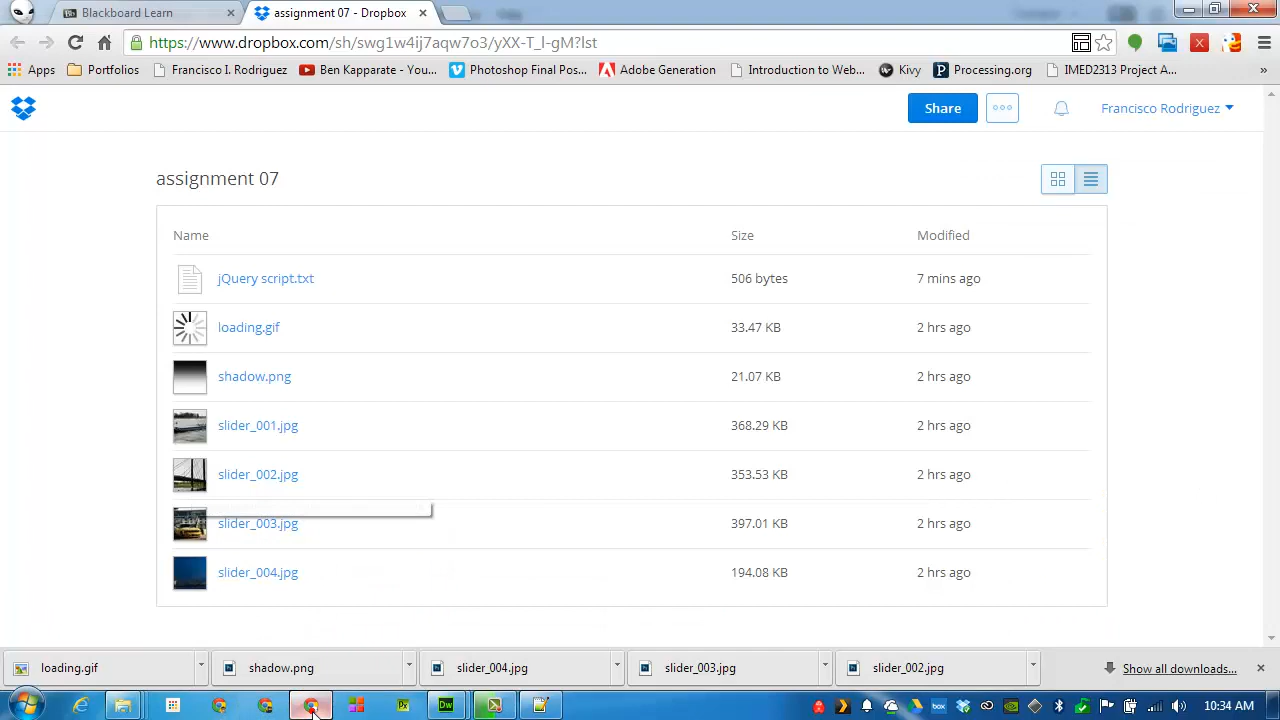 Blackboard Learn
assignment 07 - Dropbox
https://www.dropbox.com/sh/swg1w4ij7aqw7o3/yXX-T_l-gM?lst
Apps Portfolios Francisco I. Rodriguez Ben Kapparate - You... Photoshop Find Pos... Adobe Generation Introduction to Web... Kivy Processing.org IMED2313 Project A... »
Share Francisco Rodriguez
assignment 07
Name Size Modified
jQuery script.txt 506 bytes 7 mins ago
loading.gif 33.47 KB 2 hrs ago
shadow.png 21.07 KB 2 hrs ago
slider_001.jpg 368.29 KB 2 hrs ago
slider_002.jpg 353.53 KB 2 hrs ago
slider_003.jpg 397.01 KB 2 hrs ago
slider_004.jpg 194.08 KB 2 hrs ago
loading.gif shadow.png slider_004.jpg slider_003.jpg slider_002.jpg Show all downloads...
Dw box 10:34 AM